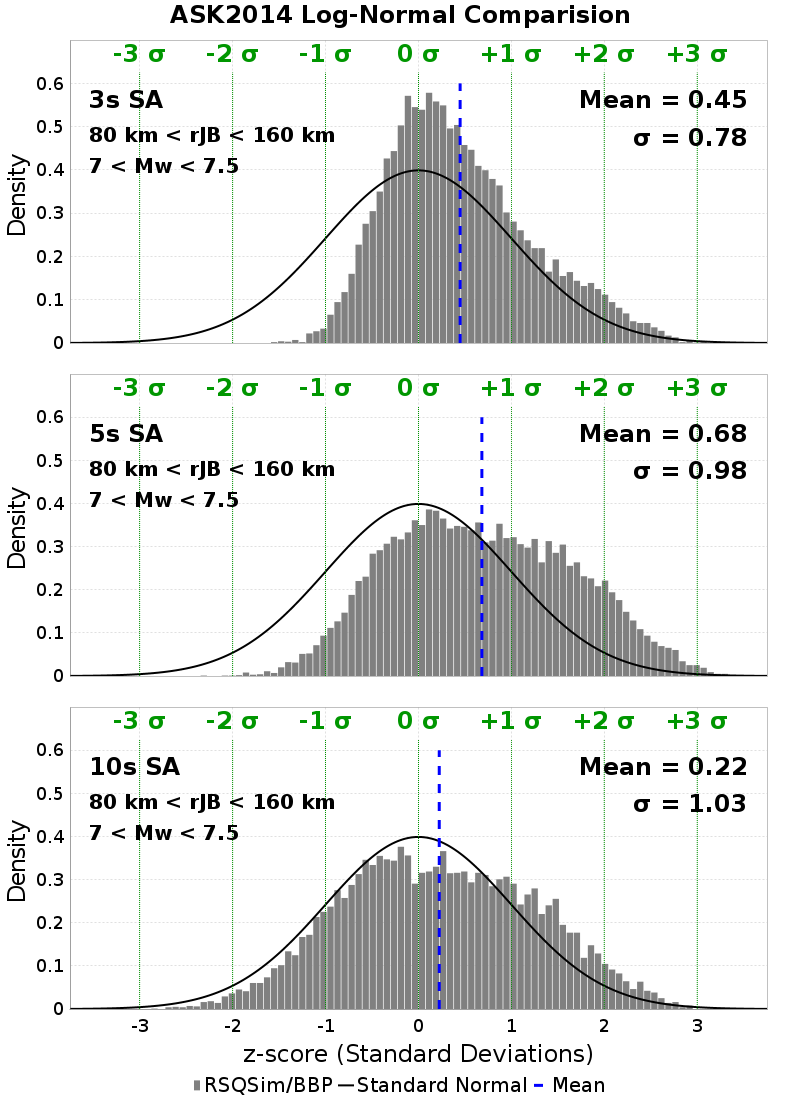 ASK2014 Log-Normal Comparision
-3 σ -2 σ -1 σ 0 σ +1 σ +2 σ +3 σ
0.6
3s SA Mean = 0.45
0.5
80 km < rJB < 160 km σ = 0.78
7 < Mw < 7.5
0.4
0.3
0.2
0.1
0
Density
-3 σ -2 σ -1 σ 0 σ +1 σ +2 σ +3 σ
0.6
5s SA Mean = 0.68
0.5
80 km < rJB < 160 km σ = 0.98
7 < Mw < 7.5
0.4
0.3
0.2
0.1
0
Density
-3 σ -2 σ -1 σ 0 σ +1 σ +2 σ +3 σ
0.6
10s SA Mean = 0.22
0.5
80 km < rJB < 160 km σ = 1.03
7 < Mw < 7.5
0.4
0.3
0.2
0.1
0
Density
-3 -2 -1 0 1 2 3
z-score (Standard Deviations)
RSQSim/BBP Standard Normal Mean